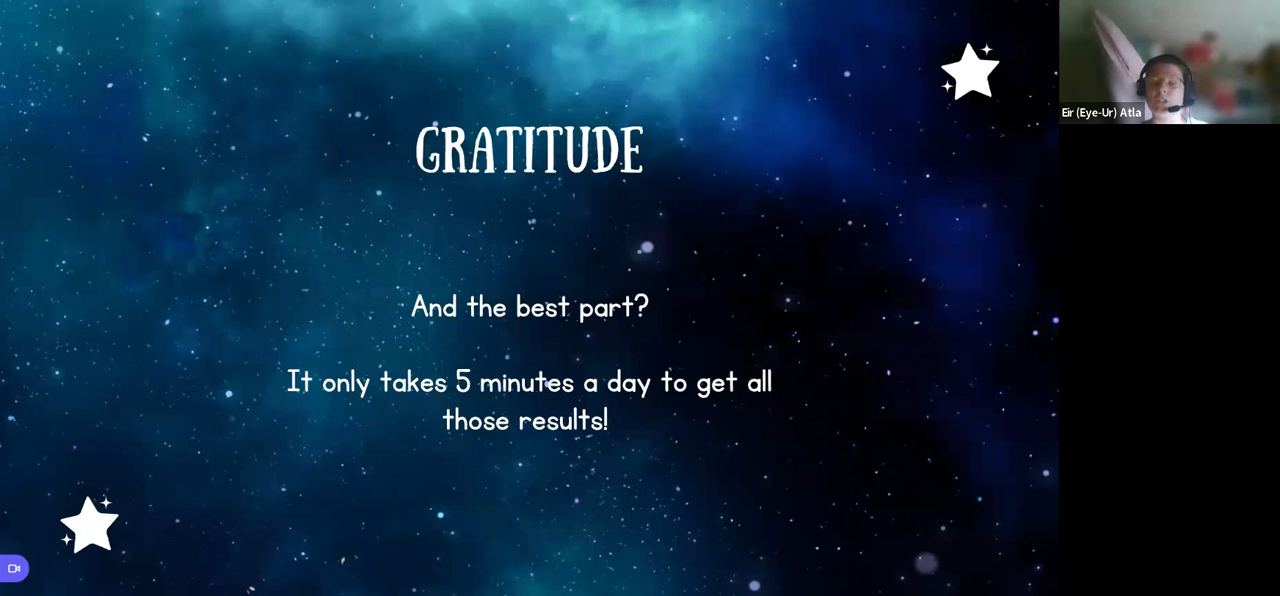 GRATITUDE
And the best part?
It only takes 5 minutes a day to get all
those results!
Eir (Eye-Ur) Atla